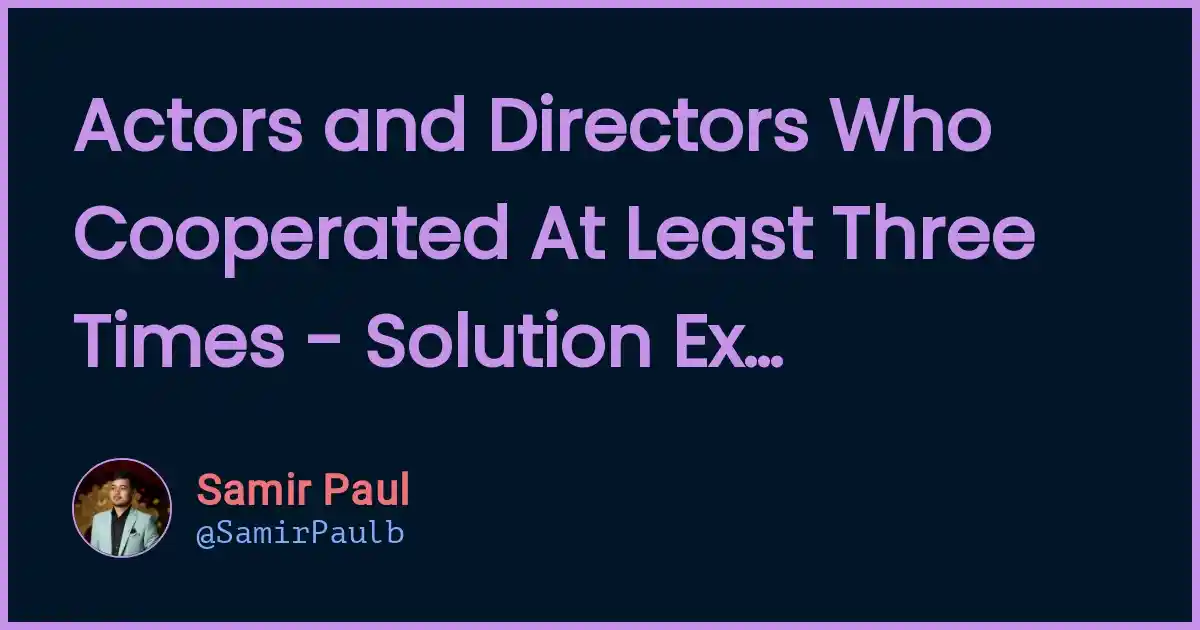 Actors and Directors Who
Cooperated At Least Three
Times - Solution Ex...
Samir Paul
@SamirPaulb